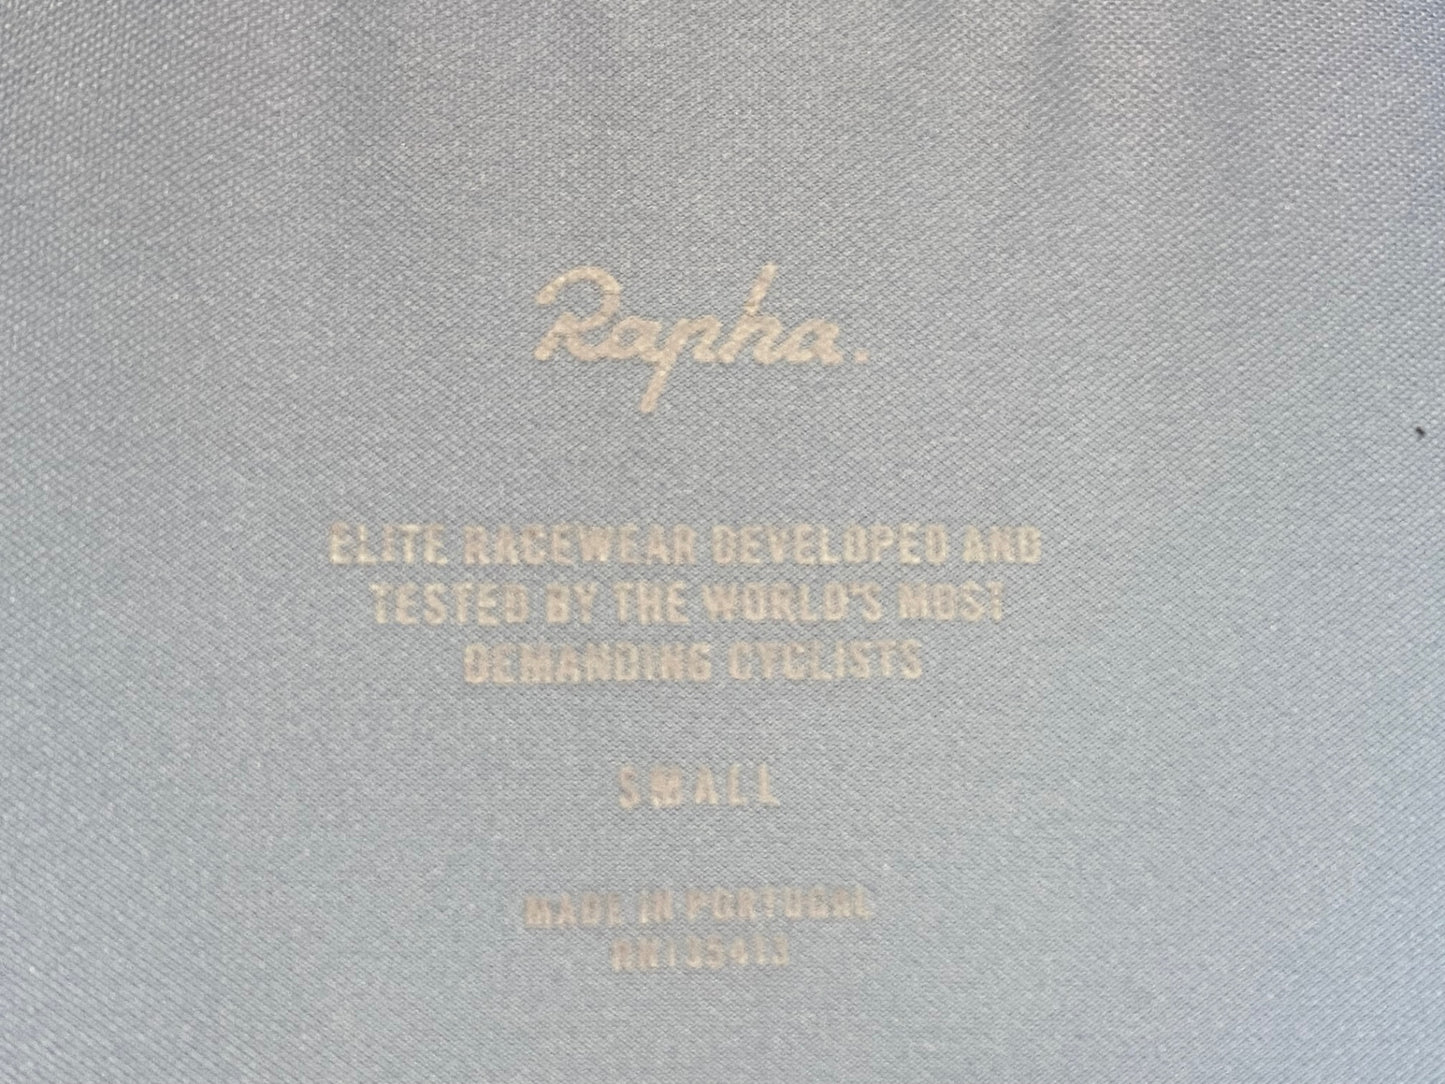 Rapha.
ELITE RACEWEAR DEVELOPED AND
TESTED BY THE WORLD'S MOST
DEMANDING CYCLISTS
SMALL
MADE IN PORTUGAL